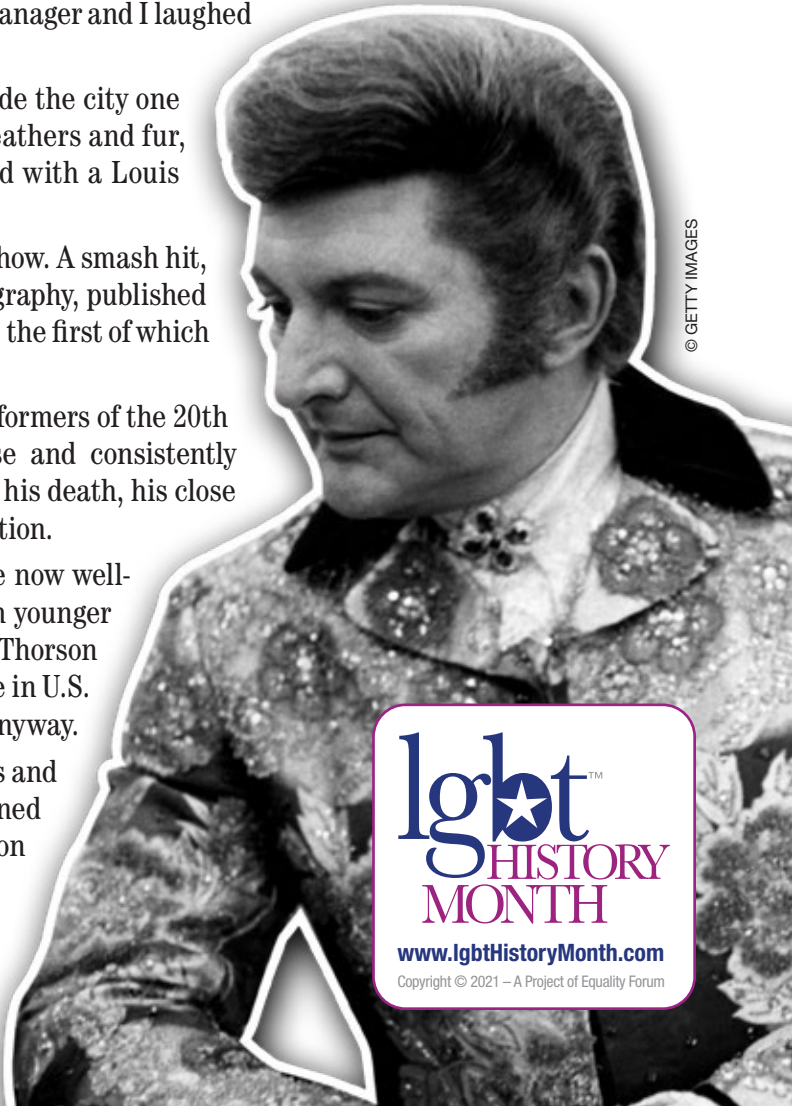 anager and I laughed
de the city one
eathers and fur,
d with a Louis
how. A smash hit,
graphy, published
the first of which
formers of the 20th
se and consistently
his death, his close
tion.
e now well-
n younger
Thorson
e in U.S.
nyway.
s and
ned
on
© GETTY IMAGES
lgbt™
HISTORY
MONTH
www.lgbtHistoryMonth.com
Copyright © 2021 – A Project of Equality Forum